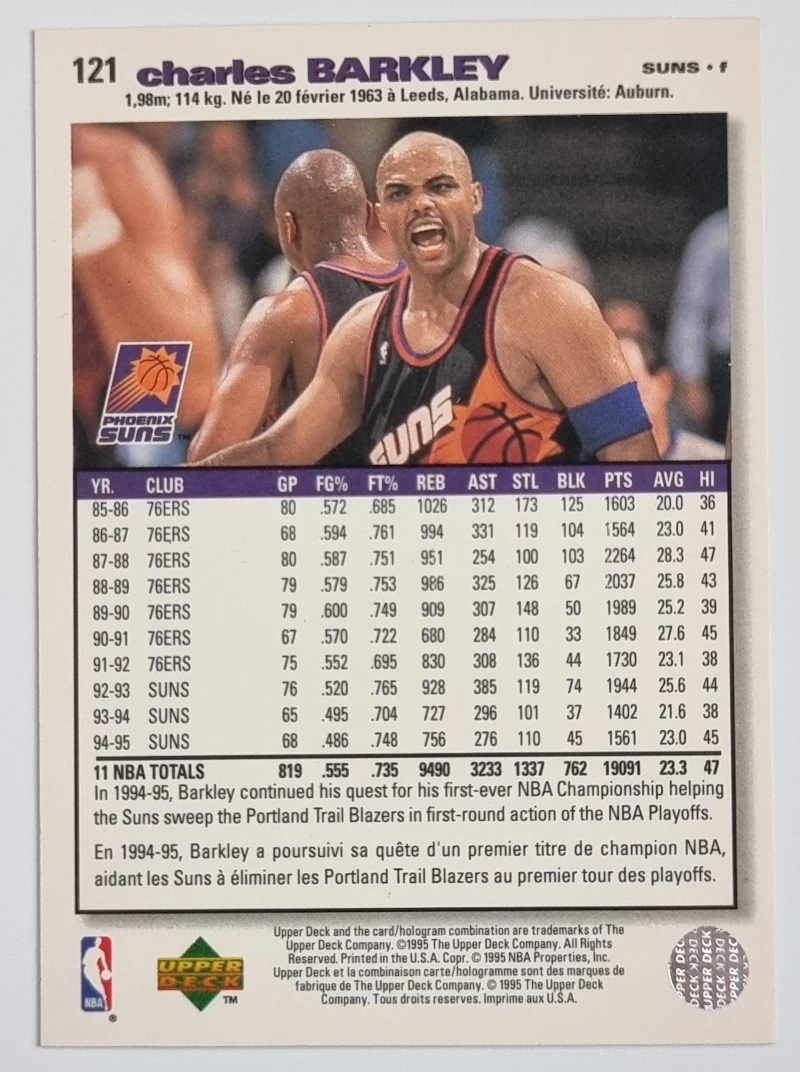 121 charles BARKLEY SUNS • f
1,98m; 114 kg. Né le 20 février 1963 à Leeds, Alabama. Université: Auburn.
SUNS
PHOENIX
SUNS™
YR. CLUB GP FG% FT% REB AST STL BLK PTS AVG HI
85-86 76ERS 80 .572 .685 1026 312 173 125 1603 20.0 36
86-87 76ERS 68 .594 .761 994 331 119 104 1564 23.0 41
87-88 76ERS 80 .587 .751 951 254 100 103 2264 28.3 47
88-89 76ERS 79 .579 .753 986 325 126 67 2037 25.8 43
89-90 76ERS 79 .600 .749 909 307 148 50 1989 25.2 39
90-91 76ERS 67 .570 .722 680 284 110 33 1849 27.6 45
91-92 76ERS 75 .552 .695 830 308 136 44 1730 23.1 38
92-93 SUNS 76 .520 .765 928 385 119 74 1944 25.6 44
93-94 SUNS 65 .495 .704 727 296 101 37 1402 21.6 38
94-95 SUNS 68 .486 .748 756 276 110 45 1561 23.0 45
11 NBA TOTALS 819 .555 .735 9490 3233 1337 762 19091 23.3 47
In 1994-95, Barkley continued his quest for his first-ever NBA Championship helping
the Suns sweep the Portland Trail Blazers in first-round action of the NBA Playoffs.
En 1994-95, Barkley a poursuivi sa quête d'un premier titre de champion NBA,
aidant les Suns à éliminer les Portland Trail Blazers au premier tour des playoffs.
Upper Deck and the card/hologram combination are trademarks of The
Upper Deck Company. ©1995 The Upper Deck Company. All Rights
Reserved. Printed in the U.S.A. Copr. © 1995 NBA Properties, Inc.
Upper Deck et la combinaison carte/hologramme sont des marques de
fabrique de The Upper Deck Company. © 1995 The Upper Deck
Company. Tous droits reserves. Imprime aux U.S.A.
NBA ®
UPPER
DECK ™
UPPER DECK
DECK
UPPER DECK
DECK
UPPER DEC